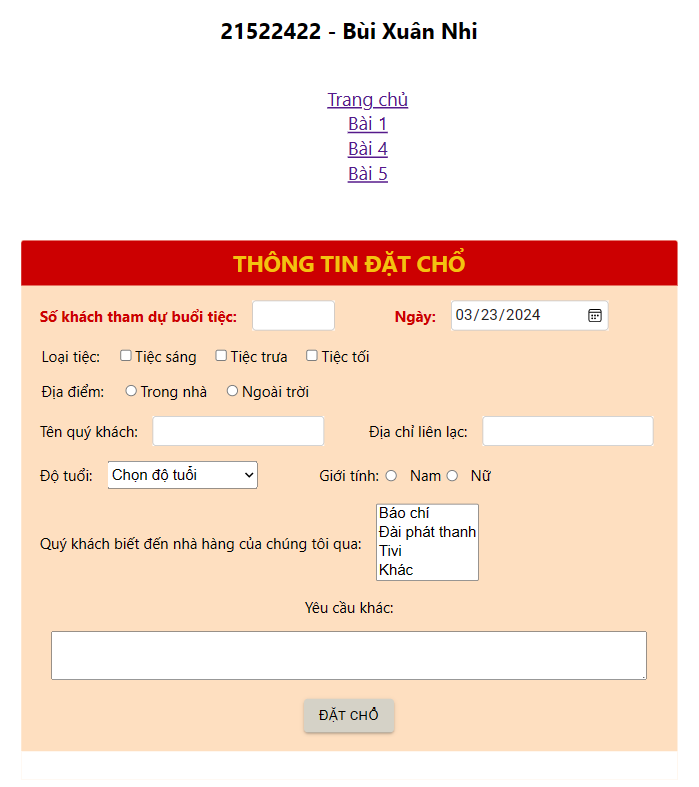 21522422 - Bùi Xuân Nhi
Trang chủ
Bài 1
Bài 4
Bài 5
THÔNG TIN ĐẶT CHỔ
Số khách tham dự buổi tiệc: Ngày: 03/23/2024
Loại tiệc: Tiệc sáng Tiệc trưa Tiệc tối
Địa điểm: Trong nhà Ngoài trời
Tên quý khách: Địa chỉ liên lạc:
Độ tuổi: Chọn độ tuổi Giới tính: Nam Nữ
Quý khách biết đến nhà hàng của chúng tôi qua:
Báo chí
Đài phát thanh
Tivi
Khác
Yêu cầu khác:
ĐẶT CHỔ